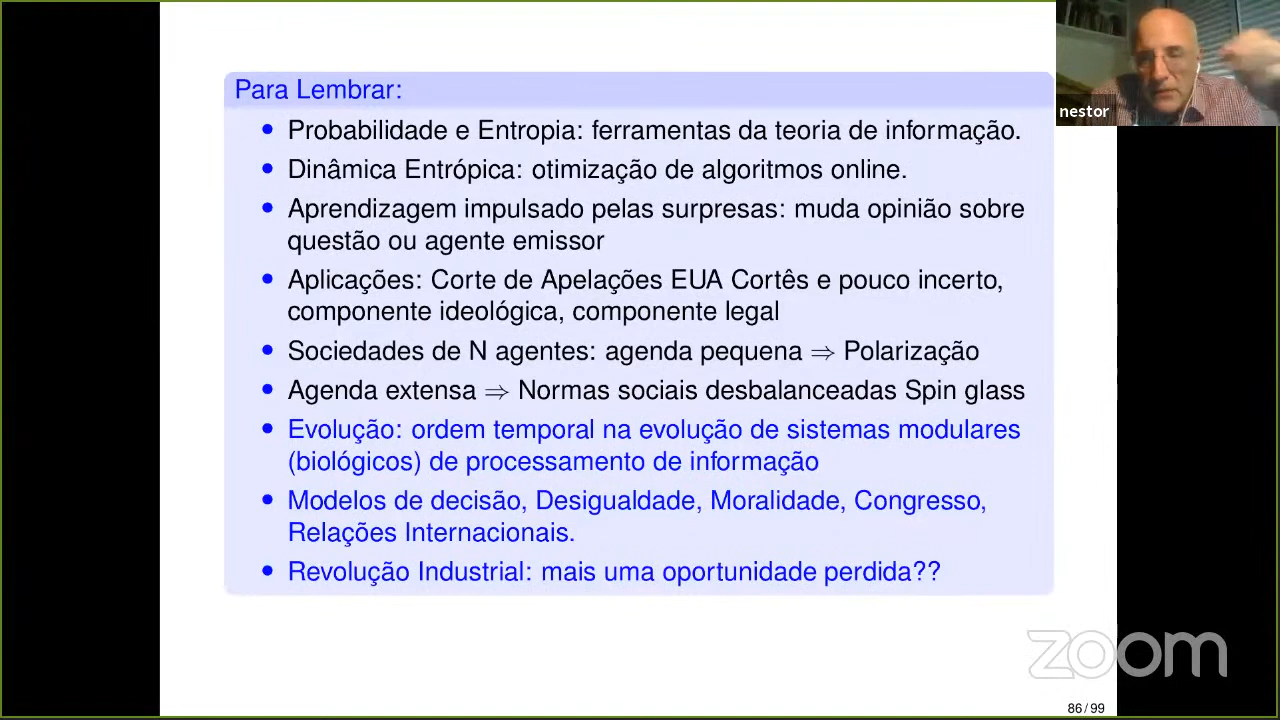 Para Lembrar:
Probabilidade e Entropia: ferramentas da teoria de informação.
Dinâmica Entrópica: otimização de algoritmos online.
Aprendizagem impulsado pelas surpresas: muda opinião sobre
questão ou agente emissor
Aplicações: Corte de Apelações EUA Cortês e pouco incerto,
componente ideológica, componente legal
Sociedades de N agentes: agenda pequena ⇒ Polarização
Agenda extensa ⇒ Normas sociais desbalanceadas Spin glass
Evolução: ordem temporal na evolução de sistemas modulares
(biológicos) de processamento de informação
Modelos de decisão, Desigualdade, Moralidade, Congresso,
Relações Internacionais.
Revolução Industrial: mais uma oportunidade perdida??
nestor
zoom
86/99